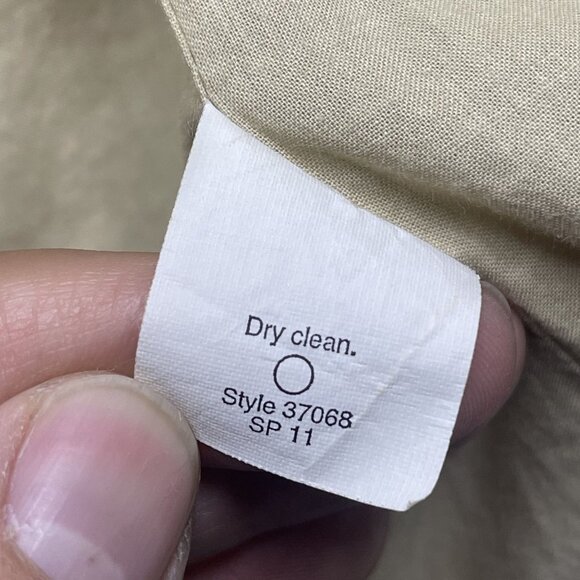 Dry clean.
Style 37068
SP 11